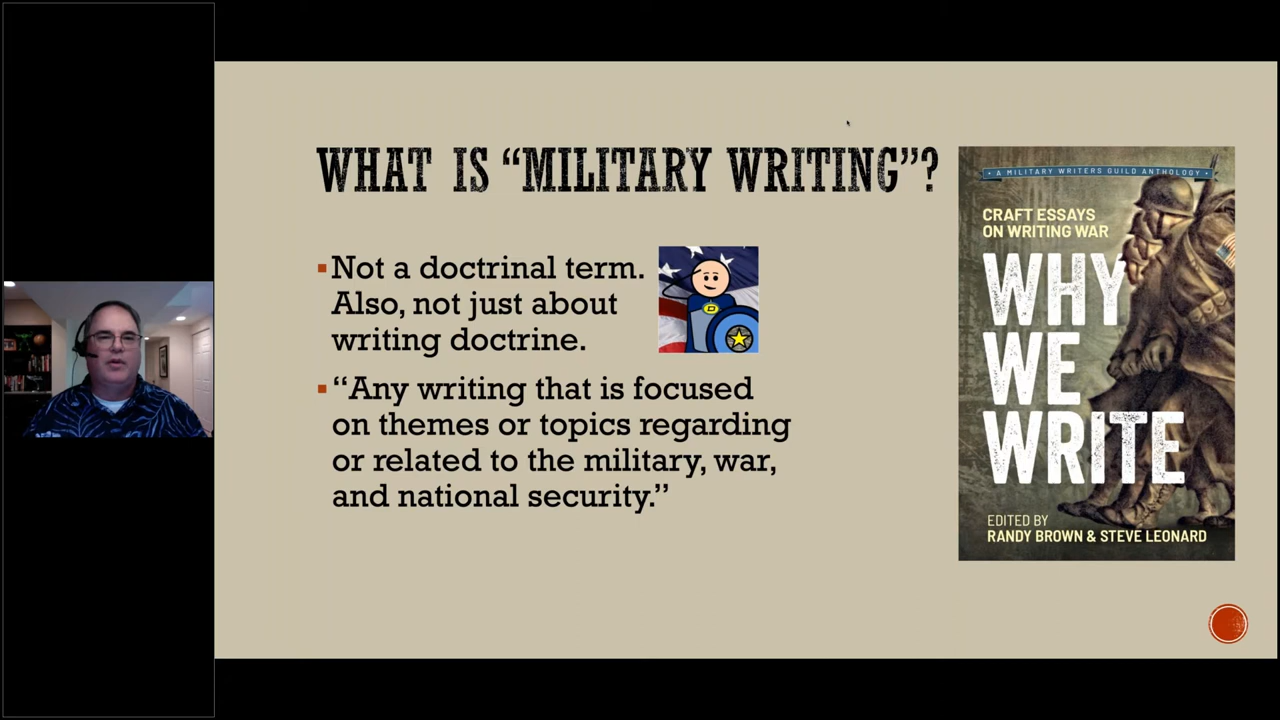 WHAT IS “MILITARY WRITING”?
▪Not a doctrinal term.
Also, not just about
writing doctrine.
▪“Any writing that is focused
on themes or topics regarding
or related to the military, war,
and national security.”
D
• A MILITARY WRITERS GUILD ANTHOLOGY •
CRAFT ESSAYS
ON WRITING WAR
WHY
WE
WRITE
EDITED BY
RANDY BROWN & STEVE LEONARD